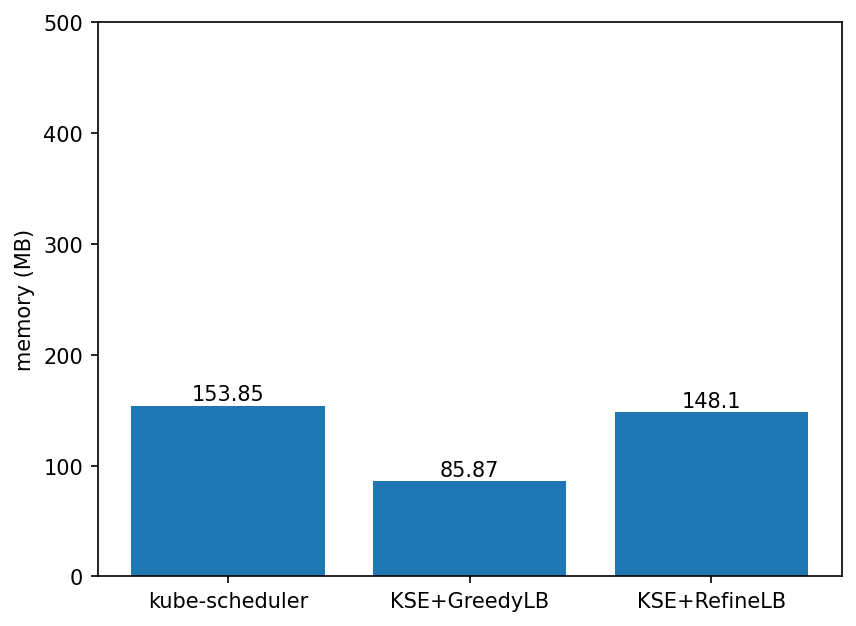 500
400
300
200
100
0
memory (MB)
153.85
85.87
148.1
kube-scheduler
KSE+GreedyLB
KSE+RefineLB